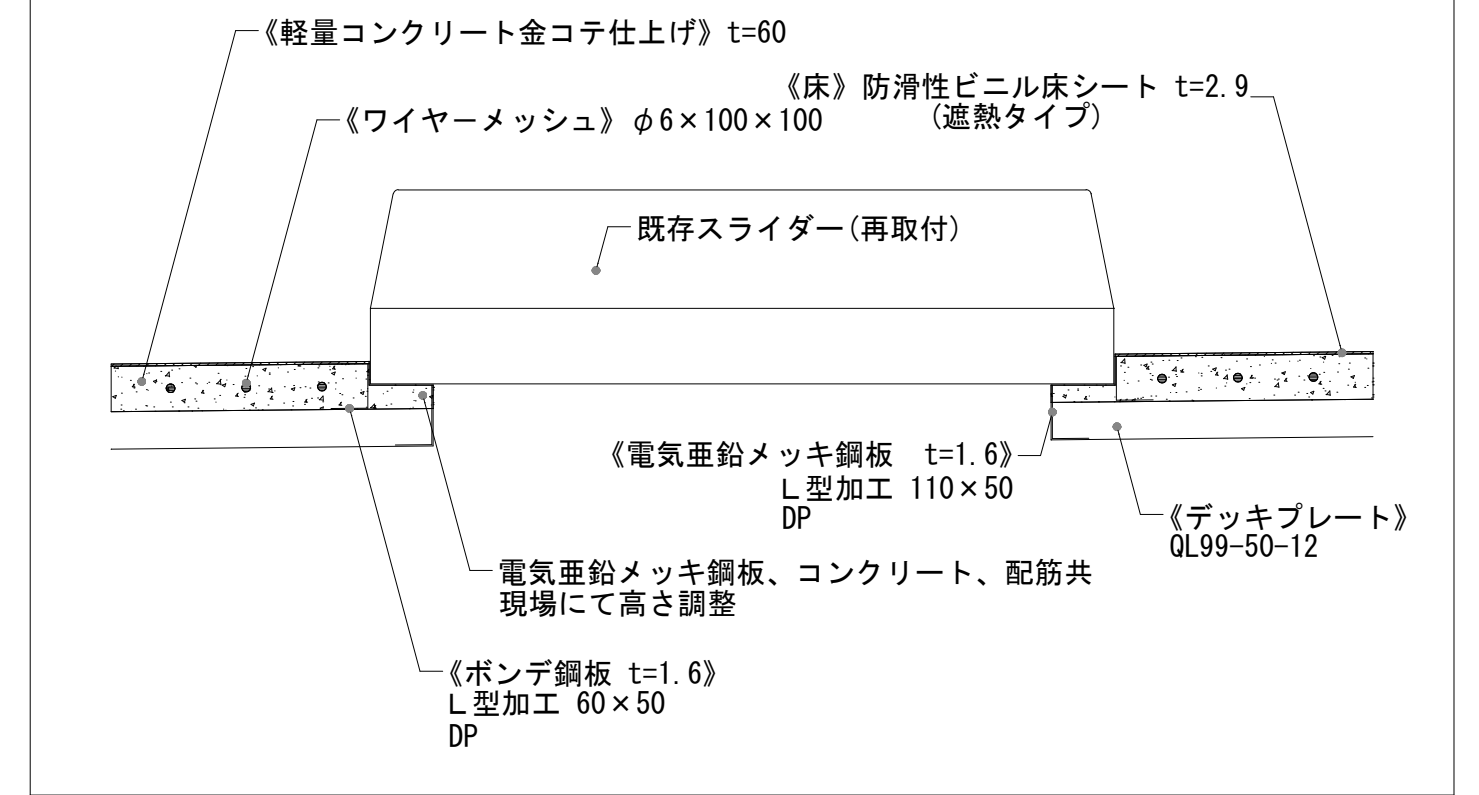 《軽量コンクリート金コテ仕上げ》t=60
《床》防滑性ビニル床シート t=2.9
(遮熱タイプ)
《ワイヤーメッシュ》φ6×100×100
既存スライダー(再取付)
《電気亜鉛メッキ鋼板 t=1.6》
L型加工 110×50
DP
《デッキプレート》
QL99-50-12
電気亜鉛メッキ鋼板、コンクリート、配筋共
現場にて高さ調整
《ボンデ鋼板 t=1.6》
L型加工 60×50
DP